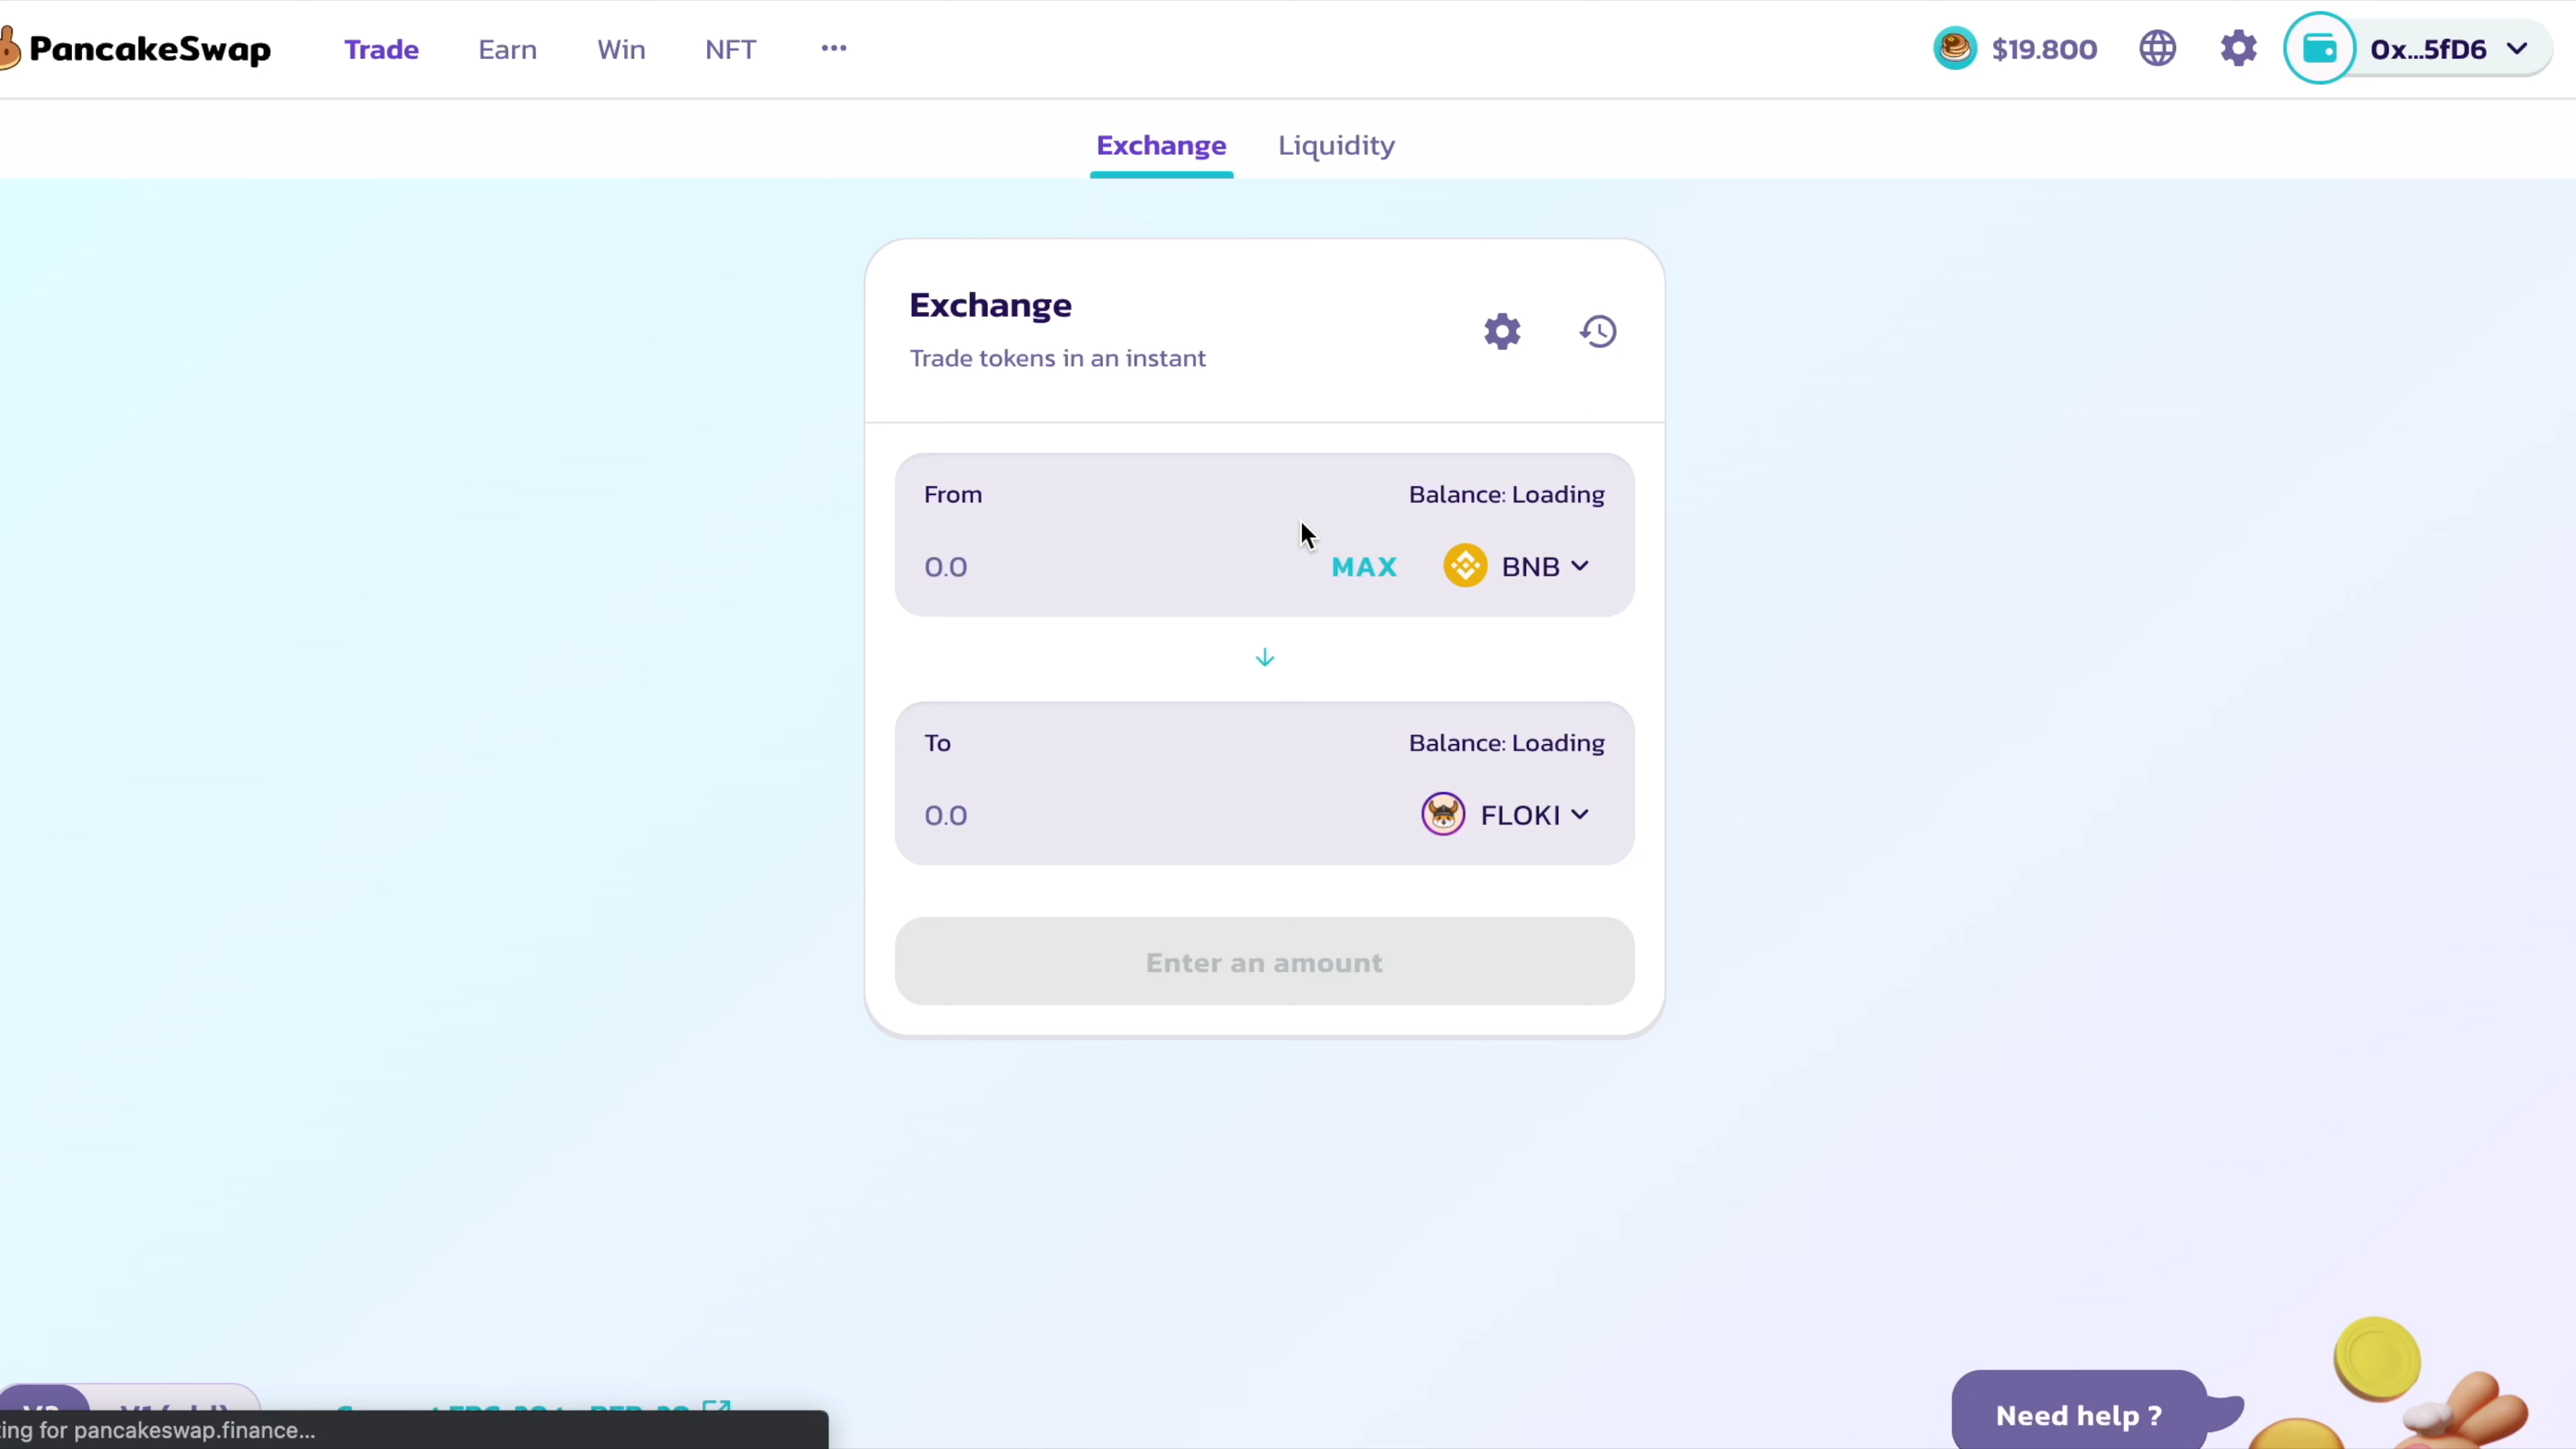 PancakeSwap
Trade
Earn
Win
NFT
$19.800
0x...5fD6
Exchange
Liquidity
Exchange
Trade tokens in an instant
From
Balance: Loading
0.0
MAX
BNB
To
Balance: Loading
0.0
FLOKI
Enter an amount
Need help ?
ting for pancakeswap.finance...